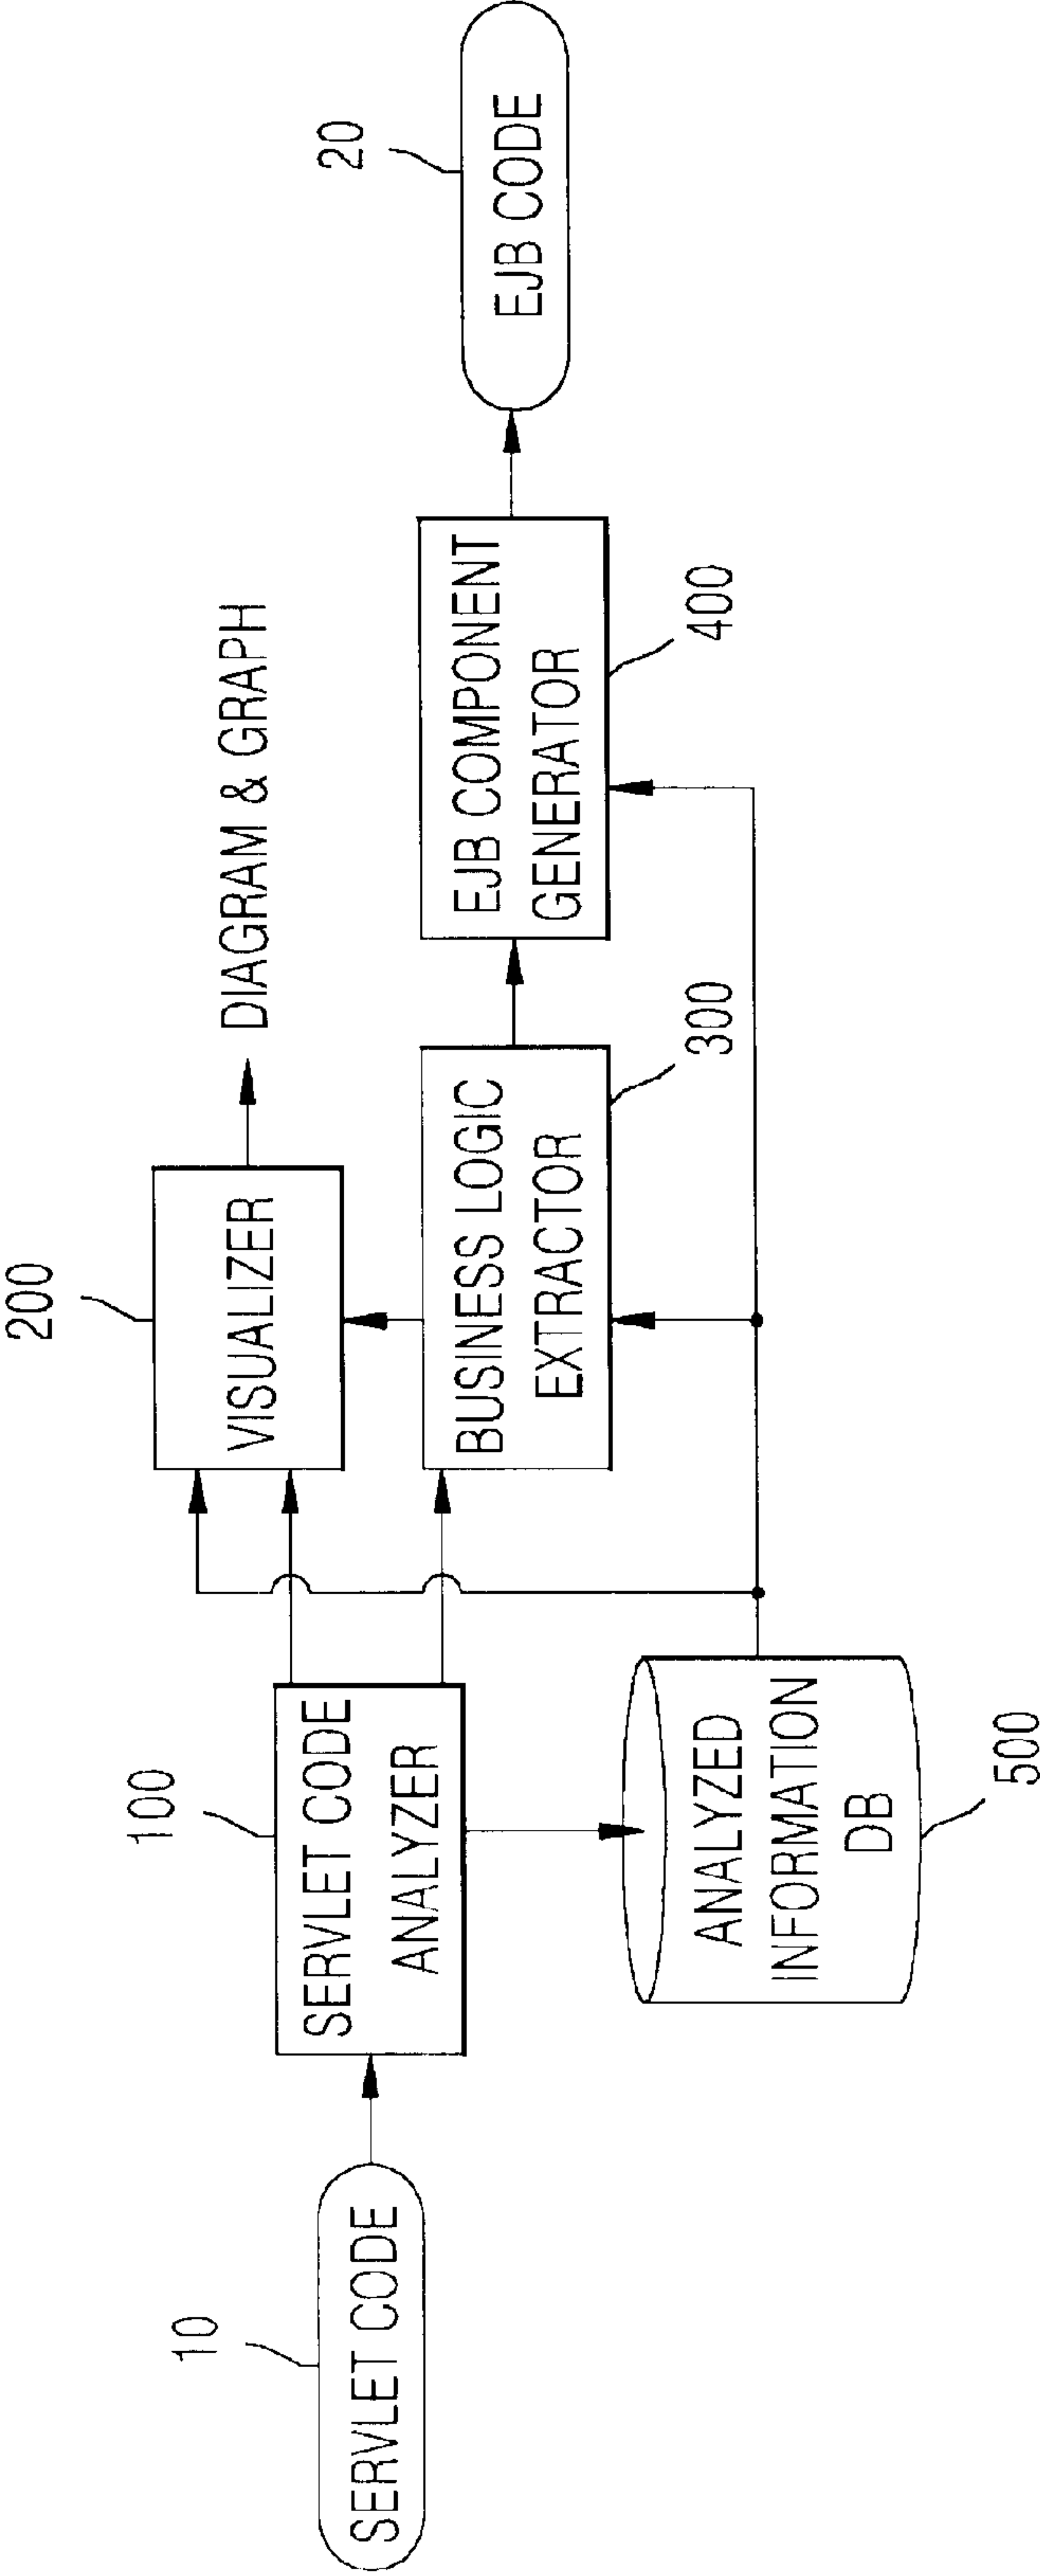 10
SERVLET CODE
100
SERVLET CODE
ANALYZER
200
VISUALIZER
DIAGRAM & GRAPH
BUSINESS LOGIC
EXTRACTOR
300
EJB COMPONENT
GENERATOR
400
20
EJB CODE
ANALYZED
INFORMATION
DB
500